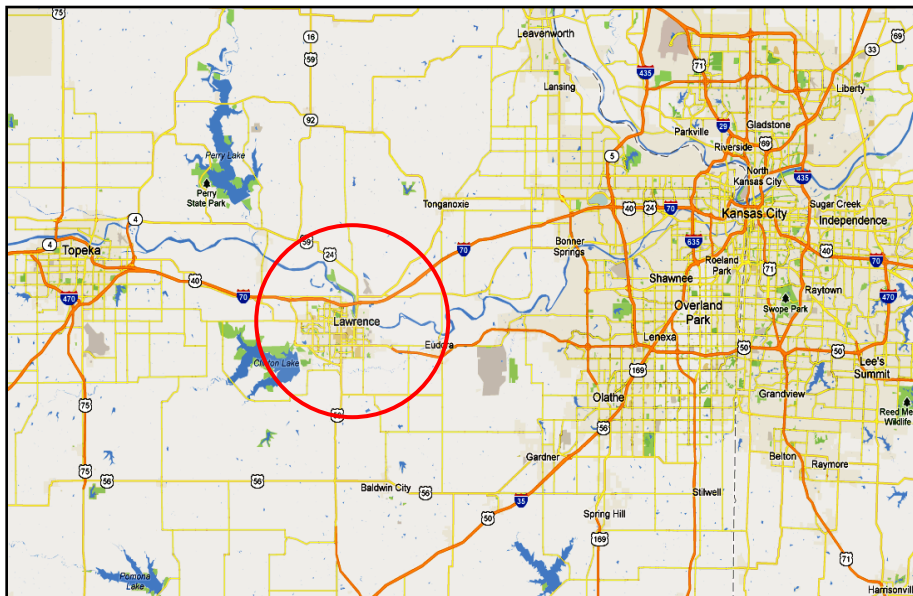 75
Leavenworth
69
16
59
33
71
435
Lansing
Liberty
92
29
Gladstone
Parkville
Riverside
69
5
North
Kansas City
435
Perry Lake
Perry
State Park
Tonganoxie
40
24
70
Kansas City
Sugar Creek
Independence
4
4
Topeka
59
24
70
Bonner
Springs
635
Roeland
Park
40
70
40
70
470
Shawnee
71
Raytown
470
Overland
Park
Swope Park
Lawrence
Eudora
Lenexa
50
50
Clinton Lake
169
Lee's
Summit
Olathe
Grandview
59
56
Reed Me
Wildlife
75
Gardner
Belton
Raymore
75
56
56
Baldwin City
56
35
Stilwell
50
Spring Hill
169
71
Pomona
Lake
Harrisonvill